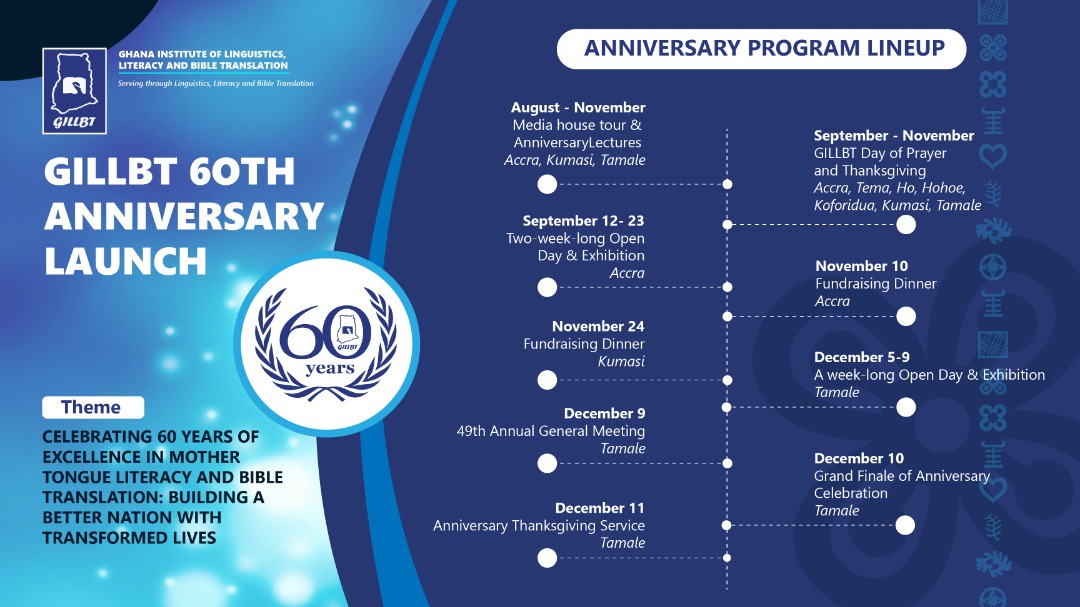 GHANA INSTITUTE OF LINGUISTICS,
LITERACY AND BIBLE TRANSLATION
Serving through Linguistics, Literacy and Bible Translation
GILLBT
GILLBT 60TH
ANNIVERSARY
LAUNCH
60
GILLBT
years
Theme
CELEBRATING 60 YEARS OF
EXCELLENCE IN MOTHER
TONGUE LITERACY AND BIBLE
TRANSLATION: BUILDING A
BETTER NATION WITH
TRANSFORMED LIVES
ANNIVERSARY PROGRAM LINEUP
August - November
Media house tour &
AnniversaryLectures
Accra, Kumasi, Tamale
September - November
GILLBT Day of Prayer
and Thanksgiving
Accra, Tema, Ho, Hohoe,
Koforidua, Kumasi, Tamale
September 12- 23
Two-week-long Open
Day & Exhibition
Accra
November 10
Fundraising Dinner
Accra
November 24
Fundraising Dinner
Kumasi
December 5-9
A week-long Open Day & Exhibition
Tamale
December 9
49th Annual General Meeting
Tamale
December 10
Grand Finale of Anniversary
Celebration
Tamale
December 11
Anniversary Thanksgiving Service
Tamale